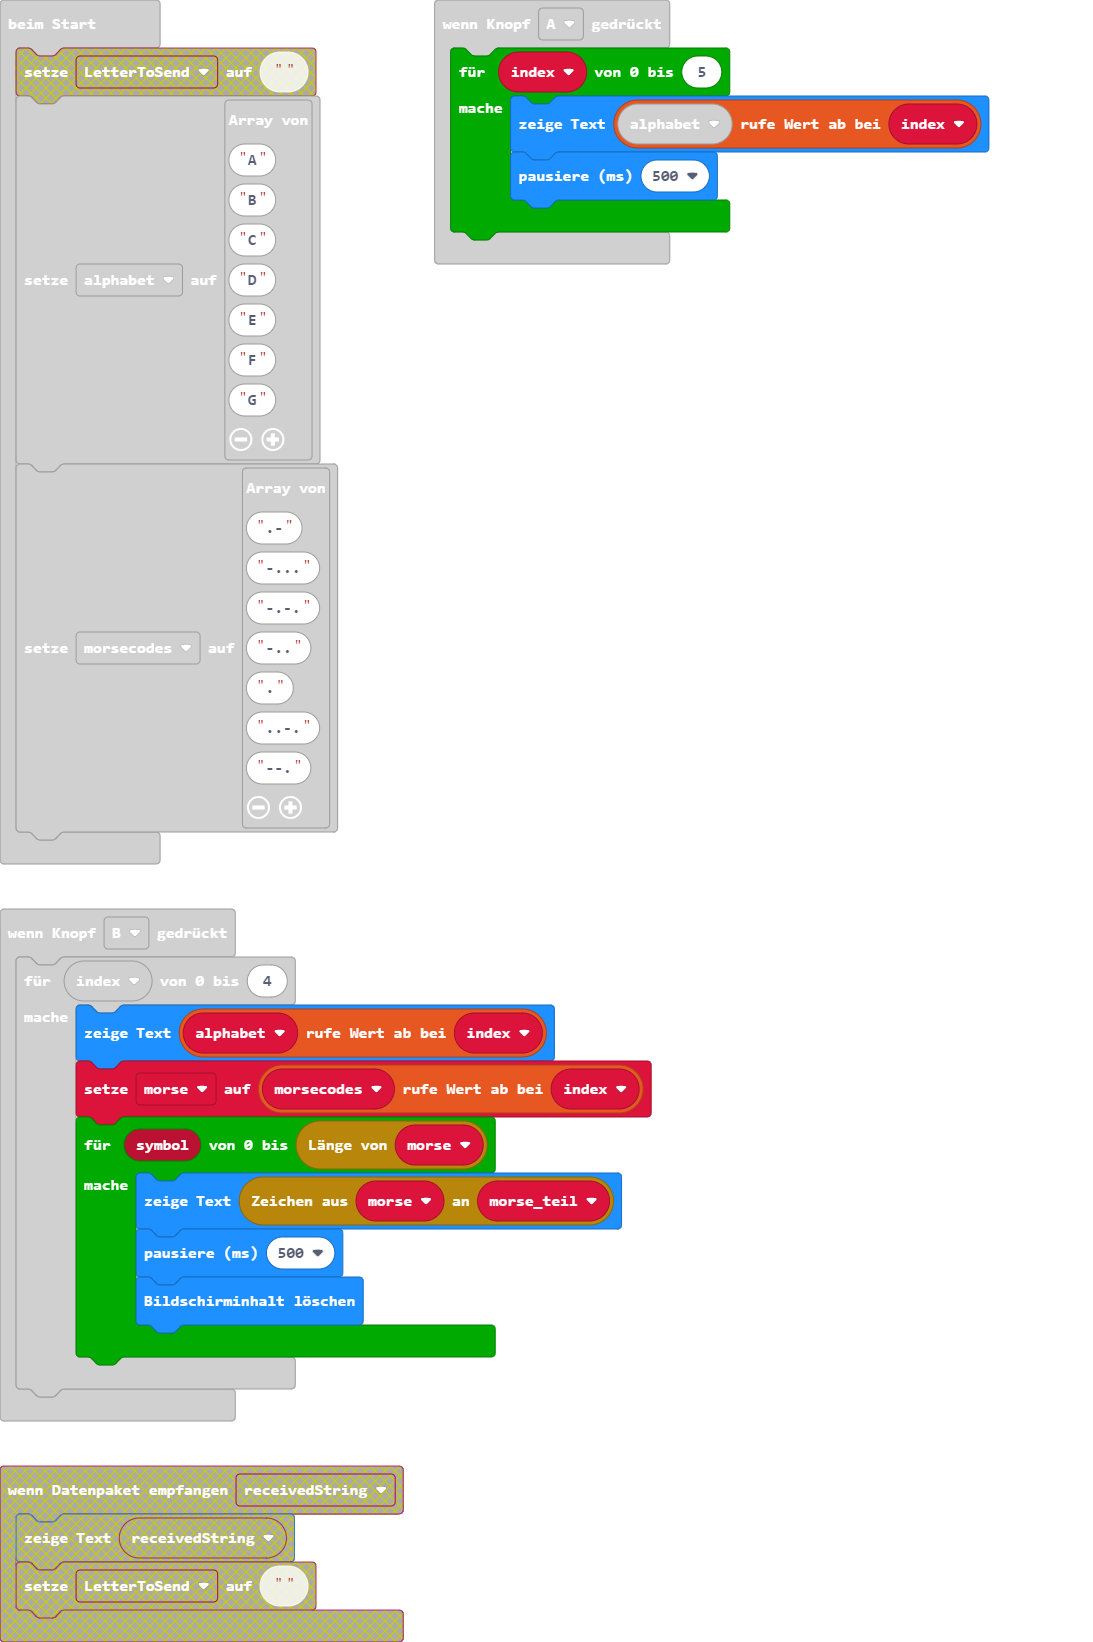 beim Start
setze LetterToSend auf " "
setze alphabet auf Array von
"A"
"B"
"C"
"D"
"E"
"F"
"G"
setze morsecodes auf Array von
".-"
"-..."
"-.-."
"-.."
"."
"..-."
"--."
wenn Knopf A gedrückt
für index von 0 bis 5
mache
zeige Text alphabet rufe Wert ab bei index
pausiere (ms) 500
wenn Knopf B gedrückt
für index von 0 bis 4
mache
zeige Text alphabet rufe Wert ab bei index
setze morse auf morsecodes rufe Wert ab bei index
für symbol von 0 bis Länge von morse
mache
zeige Text Zeichen aus morse an morse_teil
pausiere (ms) 500
Bildschirminhalt löschen
wenn Datenpaket empfangen receivedString
zeige Text receivedString
setze LetterToSend auf " "